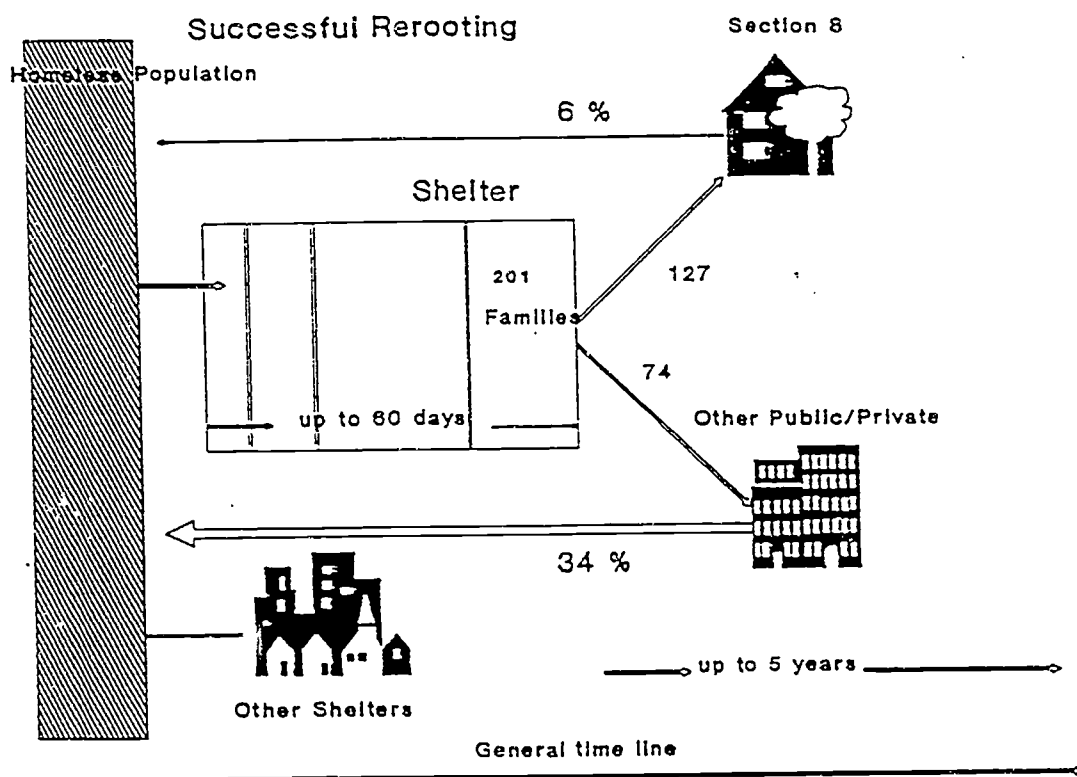 Successful Rerooting
Section 8
Homeless Population
6 %
Shelter
201
Families
127
74
up to 60 days
Other Public/Private
34 %
up to 5 years
Other Shelters
General time line